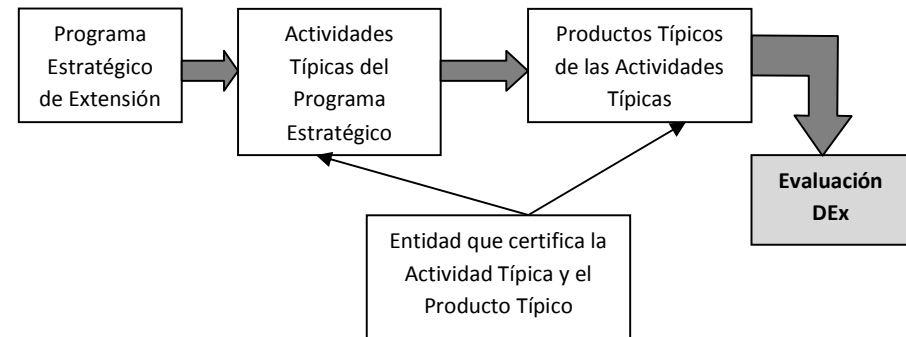 Programa
Estratégico
de Extensión
Actividades
Típicas del
Programa
Estratégico
Productos Típicos
de las Actividades
Típicas
Evaluación
DEx
Entidad que certifica la
Actividad Típica y el
Producto Típico